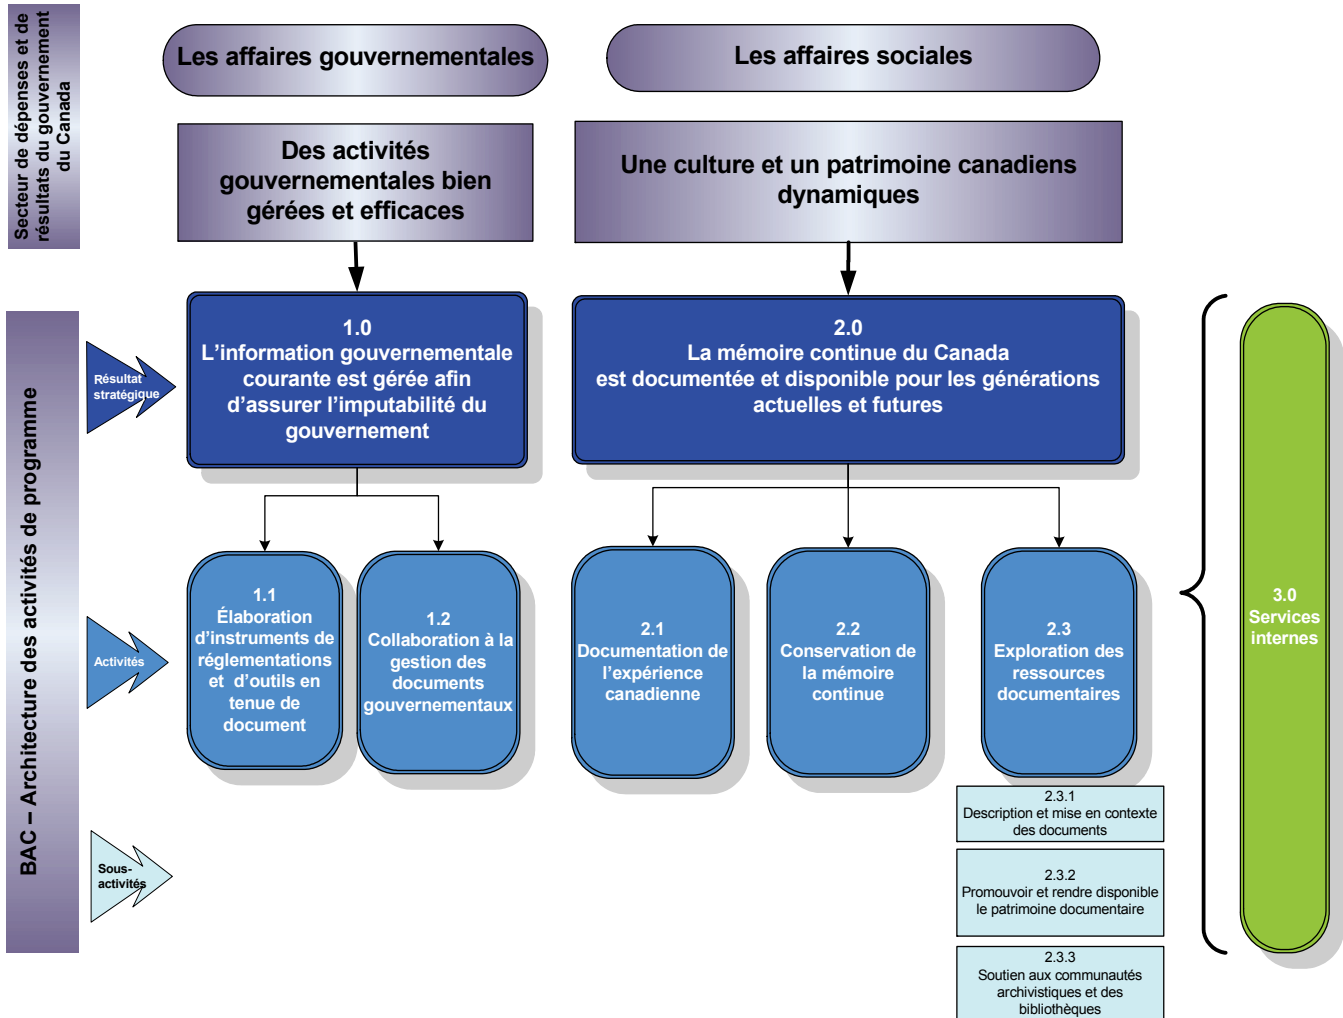 Secteur de dépenses et de
résultats du gouvernement
du Canada
Les affaires gouvernementales
Les affaires sociales
Des activités
gouvernementales bien
gérées et efficaces
Une culture et un patrimoine canadiens
dynamiques
BAC – Architecture des activités de programme
Résultat
stratégique
1.0
L’information gouvernementale
courante est gérée afin
d’assurer l’imputabilité du
gouvernement
2.0
La mémoire continue du Canada
est documentée et disponible pour les générations
actuelles et futures
Activités
1.1
Élaboration
d’instruments de
réglementations
et d’outils en
tenue de
document
1.2
Collaboration à la
gestion des
documents
gouvernementaux
2.1
Documentation de
l’expérience
canadienne
2.2
Conservation de
la mémoire
continue
2.3
Exploration des
ressources
documentaires
3.0
Services
internes
Sous-
activités
2.3.1
Description et mise en contexte
des documents
2.3.2
Promouvoir et rendre disponible
le patrimoine documentaire
2.3.3
Soutien aux communautés
archivistiques et des
bibliothèques